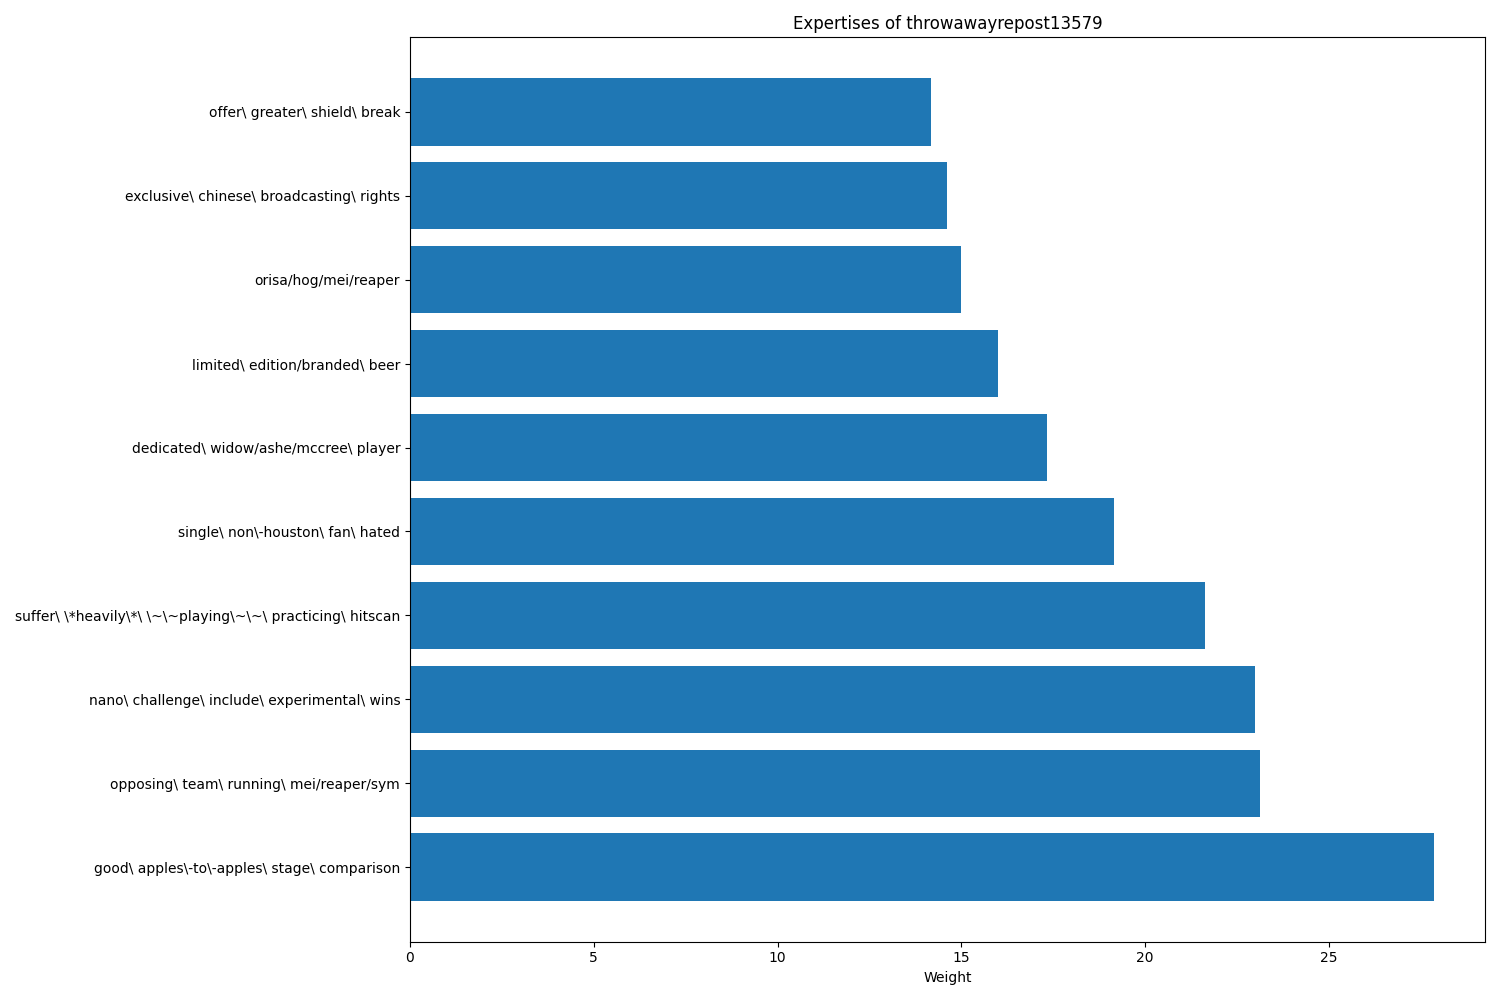 Expertises of throwawayrepost13579
offer\ greater\ shield\ break
exclusive\ chinese\ broadcasting\ rights
orisa/hog/mei/reaper
limited\ edition/branded\ beer
dedicated\ widow/ashe/mccree\ player
single\ non\-houston\ fan\ hated
suffer\ \*heavily\*\ \~\~playing\~\~\ practicing\ hitscan
nano\ challenge\ include\ experimental\ wins
opposing\ team\ running\ mei/reaper/sym
good\ apples\-to\-apples\ stage\ comparison
0 5 10 15 20 25
Weight